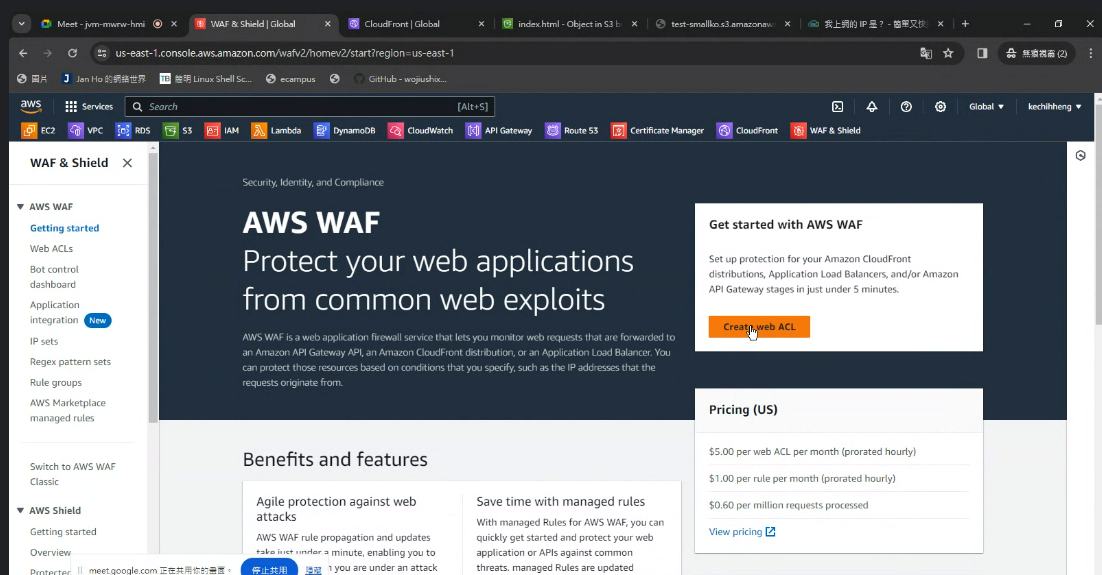 Meet - jvm-mwrw-hmi
WAF & Shield | Global
CloudFront | Global
index.html - Object in S3 b
test-smallko.s3.amazonaw
我上網的 IP 是？ - 簡單又快
us-east-1.console.aws.amazon.com/wafv2/homev2/start?region=us-east-1
無痕視窗 (2)
圖片
Jan Ho 的網絡世界
簡明 Linux Shell Sc...
ecampus
GitHub - wojiushix...
aws
Services
Search
[Alt+S]
Global
kechihheng
EC2
VPC
RDS
S3
IAM
Lambda
DynamoDB
CloudWatch
API Gateway
Route 53
Certificate Manager
CloudFront
WAF & Shield
WAF & Shield
AWS WAF
Getting started
Web ACLs
Bot control
dashboard
Application
integration New
IP sets
Regex pattern sets
Rule groups
AWS Marketplace
managed rules
Switch to AWS WAF
Classic
AWS Shield
Getting started
Overview
Protected
Security, Identity, and Compliance
AWS WAF
Protect your web applications
from common web exploits
AWS WAF is a web application firewall service that lets you monitor web requests that are forwarded to
an Amazon API Gateway API, an Amazon CloudFront distribution, or an Application Load Balancer. You
can protect those resources based on conditions that you specify, such as the IP addresses that the
requests originate from.
Get started with AWS WAF
Set up protection for your Amazon CloudFront
distributions, Application Load Balancers, and/or Amazon
API Gateway stages in just under 5 minutes.
Create web ACL
Pricing (US)
$5.00 per web ACL per month (prorated hourly)
$1.00 per rule per month (prorated hourly)
$0.60 per million requests processed
View pricing
Benefits and features
Agile protection against web
attacks
AWS WAF rule propagation and updates
take just under a minute, enabling you to
you are under an attack
Save time with managed rules
With managed Rules for AWS WAF, you can
quickly get started and protect your web
application or APIs against common
threats. managed Rules are updated
meet.google.com 正在共用你的畫面。
停止共用
隱藏